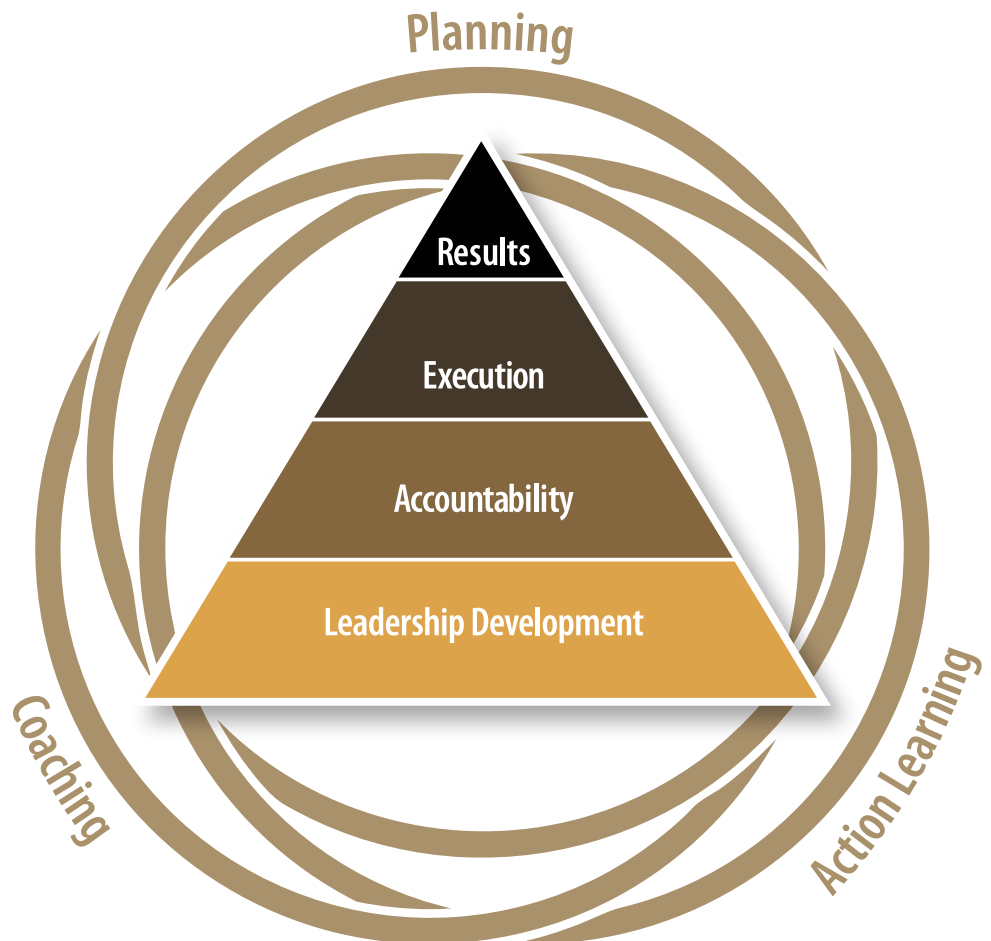 Planning
Results
Execution
Accountability
Leadership Development
Coaching
Action Learning